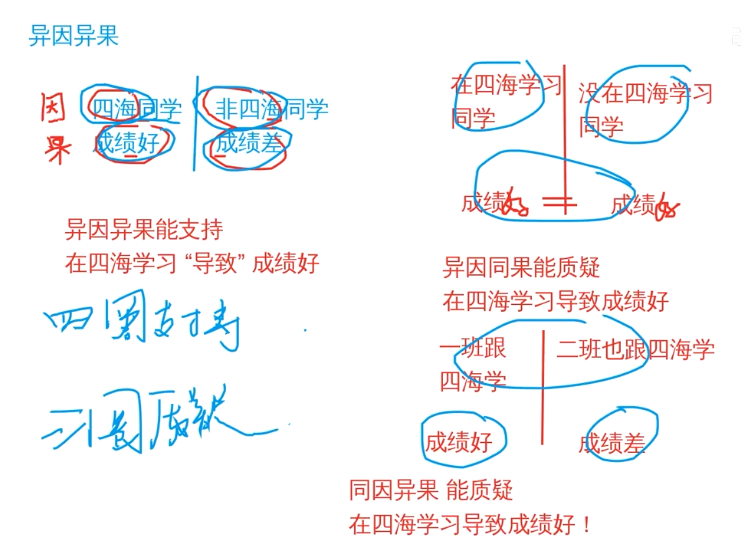 异因异果
因 四海同学 非四海同学
果 成绩好 成绩差
异因异果能支持
在四海学习 “导致” 成绩好
四圈支持
三圈质疑
在四海学习
同学
没在四海学习
同学
成绩好 = 成绩好
异因同果能质疑
在四海学习导致成绩好
一班跟
四海学
二班也跟四海学
成绩好 成绩差
同因异果 能质疑
在四海学习导致成绩好！